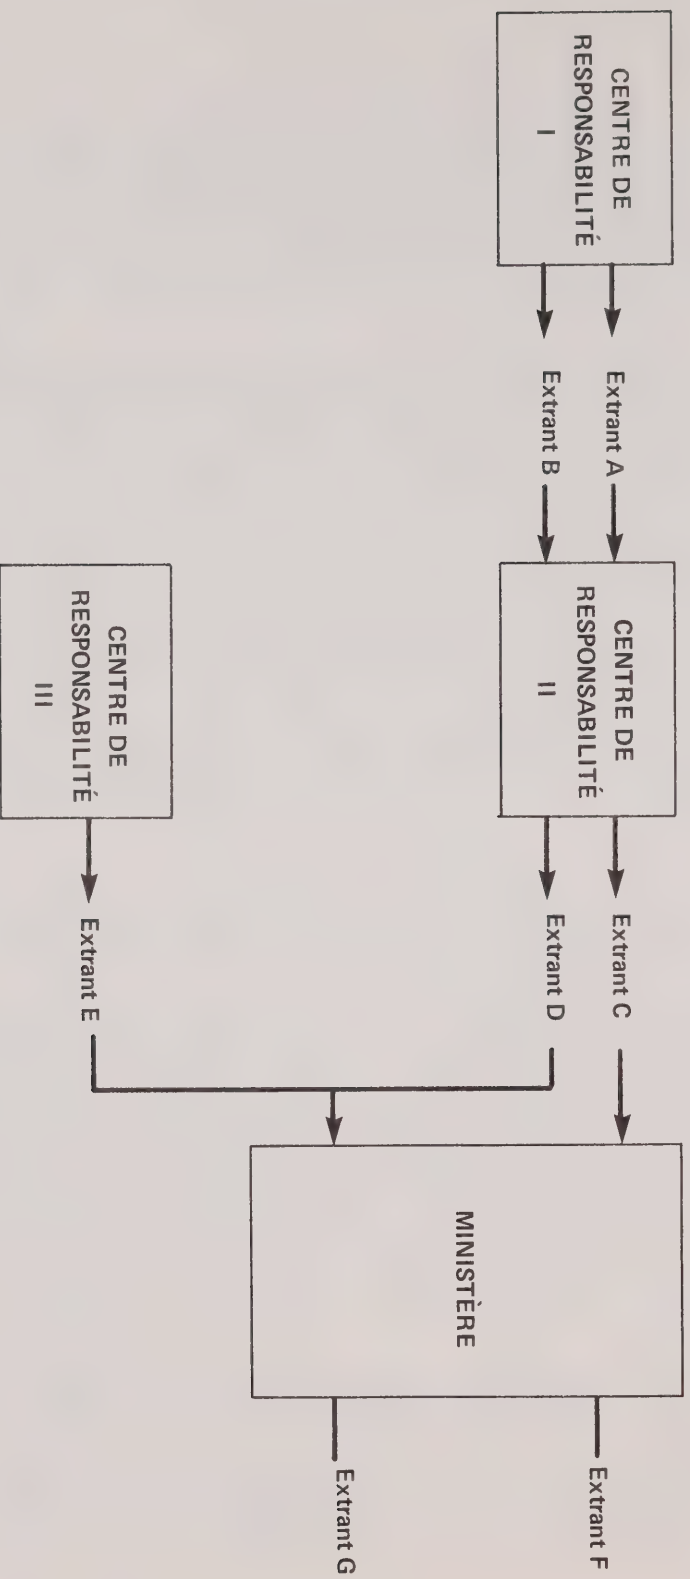 CENTRE DE
RESPONSABILITÉ
I
Extrant A
Extrant B
CENTRE DE
RESPONSABILITÉ
II
Extrant C
Extrant D
CENTRE DE
RESPONSABILITÉ
III
Extrant E
MINISTÈRE
Extrant F
Extrant G